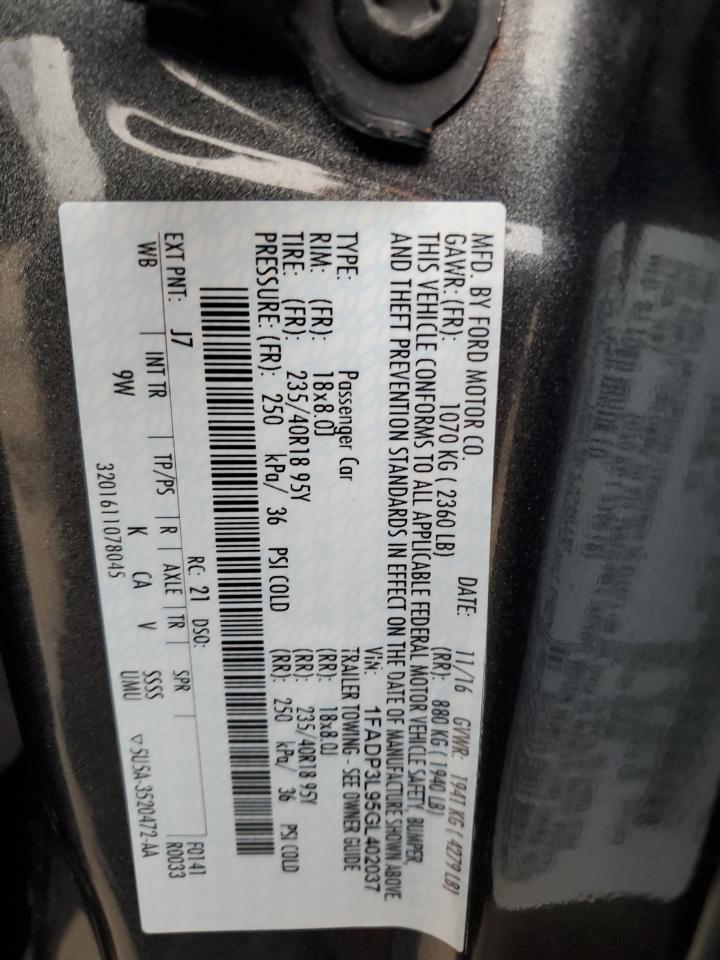 MFD. BY FORD MOTOR CO. DATE: 11/16 GVWR: 1941 KG ( 4279 LB)
GAWR: (FR): 1070 KG ( 2360 LB) (RR): 880 KG ( 1940 LB)
THIS VEHICLE CONFORMS TO ALL APPLICABLE FEDERAL MOTOR VEHICLE SAFETY, BUMPER,
AND THEFT PREVENTION STANDARDS IN EFFECT ON THE DATE OF MANUFACTURE SHOWN ABOVE
VIN: 1FADP3L95GL402037
TYPE: Passenger Car TRAILER TOWING - SEE OWNER GUIDE
RIM: (FR): 18x8.0J (RR): 18x8.0J
TIRE: (FR): 235/40R18 95Y (RR): 235/40R18 95Y
PRESSURE: (FR): 250 kPa/ 36 PSI COLD (RR): 250 kPa/ 36 PSI COLD
EXT PNT: J7 RC: 21 DSO: F0141
WB INT TR TP/PS R AXLE TR SPR R0033
9W K CA V SSSS
UMU
3201611078045 ▽5U5A-3520472-AA